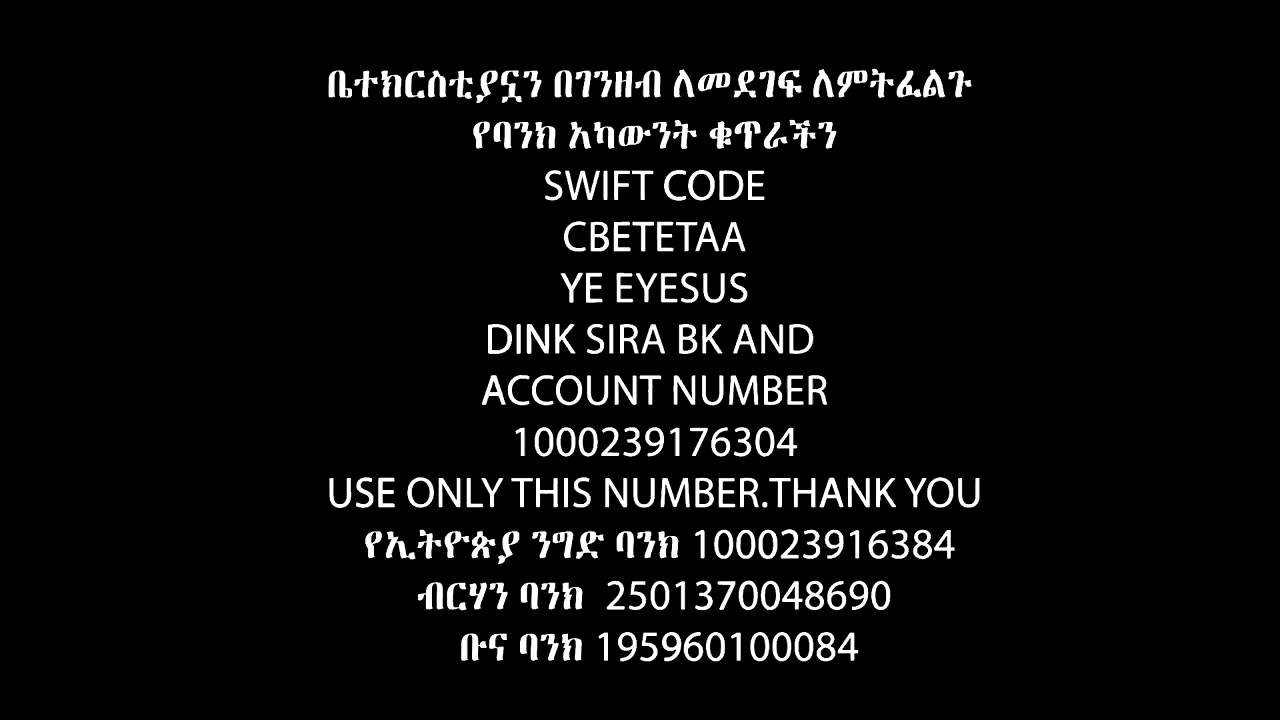 ቤተክርስቲያኗን በገንዘብ ለመደገፍ ለምትፈልጉ
የባንክ አካውንት ቁጥራችን
SWIFT CODE
CBETETAA
YE EYESUS
DINK SIRA BK AND
ACCOUNT NUMBER
1000239176304
USE ONLY THIS NUMBER.THANK YOU
የኢትዮጵያ ንግድ ባንክ 100023916384
ብርሃን ባንክ 2501370048690
ቡና ባንክ 195960100084